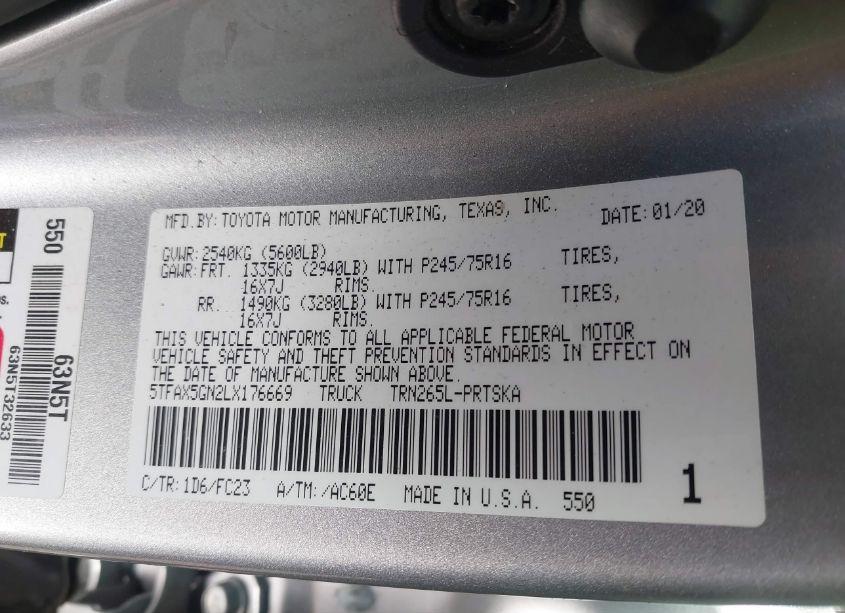 MFD.BY:TOYOTA MOTOR MANUFACTURING, TEXAS, INC. DATE:01/20
GVWR:2540KG (5600LB)
GAWR:FRT. 1335KG (2940LB) WITH P245/75R16 TIRES,
16X7J RIMS.
RR. 1490KG (3280LB) WITH P245/75R16 TIRES,
16X7J RIMS.
THIS VEHICLE CONFORMS TO ALL APPLICABLE FEDERAL MOTOR
VEHICLE SAFETY AND THEFT PREVENTION STANDARDS IN EFFECT ON
THE DATE OF MANUFACTURE SHOWN ABOVE.
5TFAX5GN2LX176669 TRUCK TRN265L-PRTSKA
C/TR:1D6/FC23 A/TM:/AC60E MADE IN U.S.A. 550 1
550
63N5T
63N5T32633